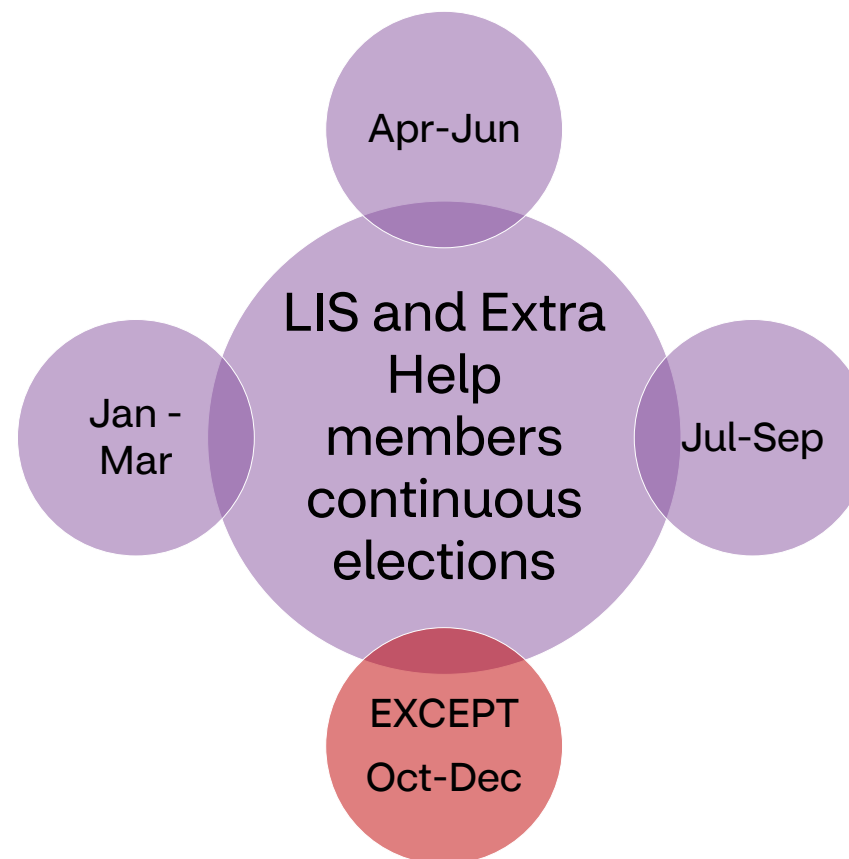 Apr-Jun
LIS and Extra
Help
members
continuous
elections
Jan -
Mar
Jul-Sep
EXCEPT
Oct-Dec